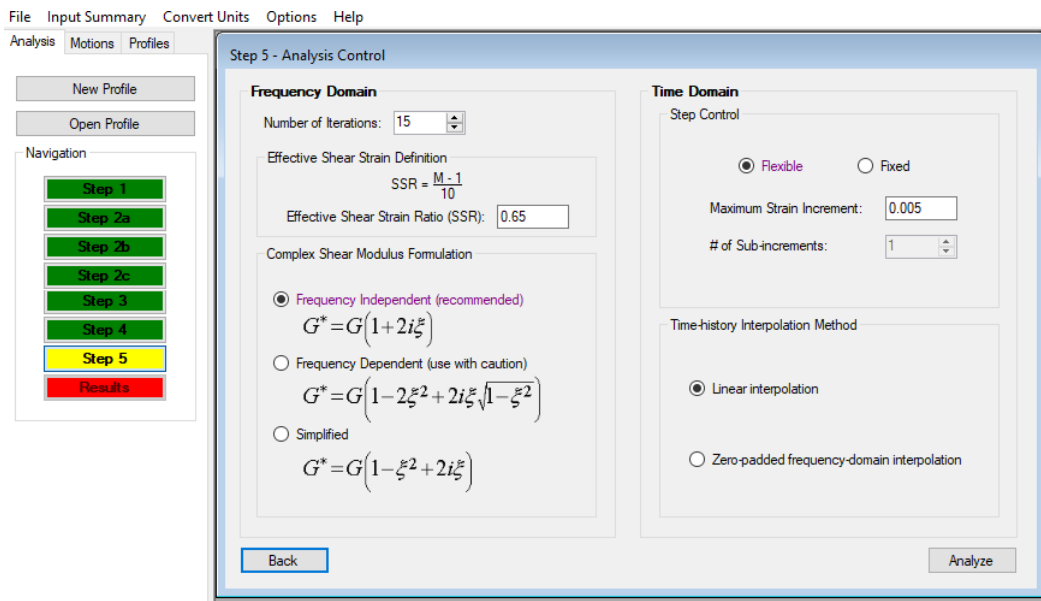 File Input Summary Convert Units Options Help
Analysis Motions Profiles
New Profile
Open Profile
Navigation
Step 1
Step 2a
Step 2b
Step 2c
Step 3
Step 4
Step 5
Results
Step 5 - Analysis Control
Frequency Domain
Number of Iterations: 15
Effective Shear Strain Definition
SSR = M - 1 / 10
Effective Shear Strain Ratio (SSR): 0.65
Complex Shear Modulus Formulation
Frequency Independent (recommended)
G* = G(1+2iξ)
Frequency Dependent (use with caution)
G* = G(1−2ξ²+2iξ√1−ξ²)
Simplified
G* = G(1−ξ²+2iξ)
Back
Time Domain
Step Control
Flexible Fixed
Maximum Strain Increment: 0.005
# of Sub-increments: 1
Time-history Interpolation Method
Linear interpolation
Zero-padded frequency-domain interpolation
Analyze